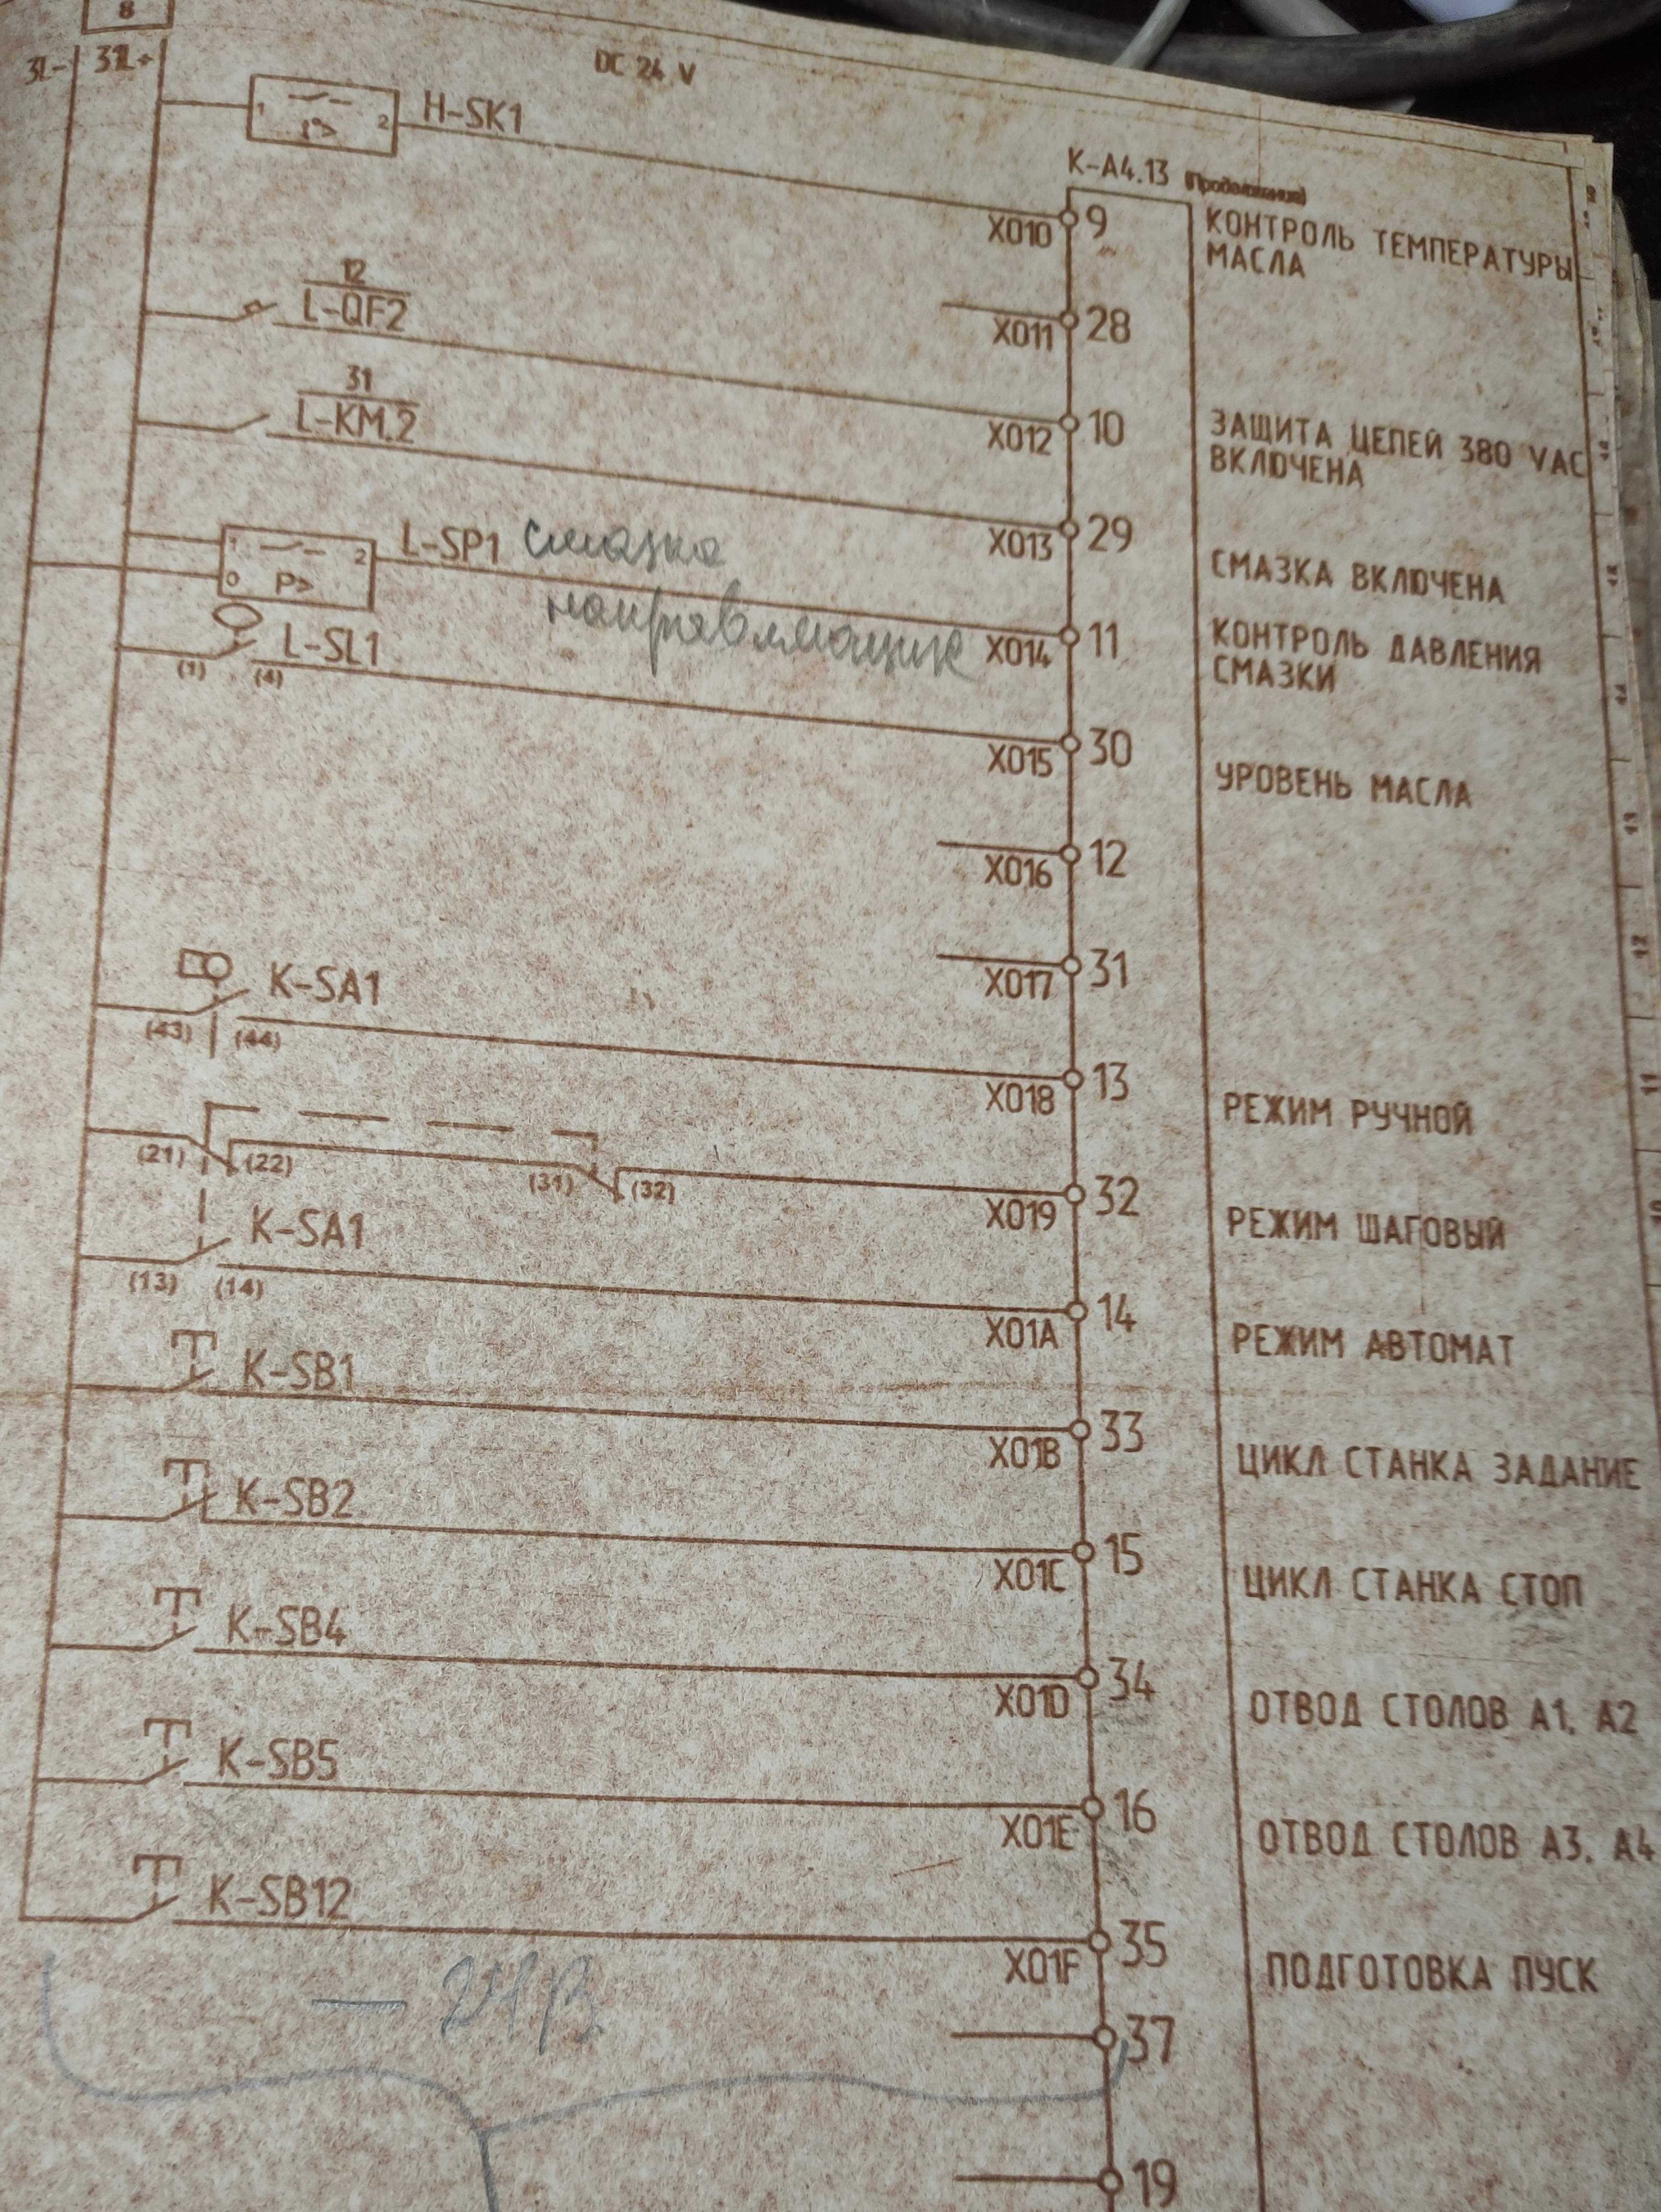 8
31L+
DC 24 V
1
2
H-SK1
K-A4.13 (Продолжение)
X010
9
КОНТРОЛЬ ТЕМПЕРАТУРЫ
МАСЛА
12
L-QF2
X011
28
31
L-KM.2
X012
10
ЗАЩИТА ЦЕПЕЙ 380 VAC
ВКЛЮЧЕНА
X013
29
СМАЗКА ВКЛЮЧЕНА
1
2
0
P>
L-SP1
смазка
направляющих
X014
11
КОНТРОЛЬ ДАВЛЕНИЯ
СМАЗКИ
L-SL1
(1)
(4)
X015
30
УРОВЕНЬ МАСЛА
X016
12
X017
31
K-SA1
(43)
(44)
X018
13
РЕЖИМ РУЧНОЙ
(21)
(22)
(31)
(32)
X019
32
РЕЖИМ ШАГОВЫЙ
K-SA1
(13)
(14)
X01A
14
РЕЖИМ АВТОМАТ
K-SB1
X01B
33
ЦИКЛ СТАНКА ЗАДАНИЕ
K-SB2
X01C
15
ЦИКЛ СТАНКА СТОП
K-SB4
X01D
34
ОТВОД СТОЛОВ А1, А2
K-SB5
X01E
16
ОТВОД СТОЛОВ А3, А4
K-SB12
X01F
35
ПОДГОТОВКА ПУСК
— 24В
37
19